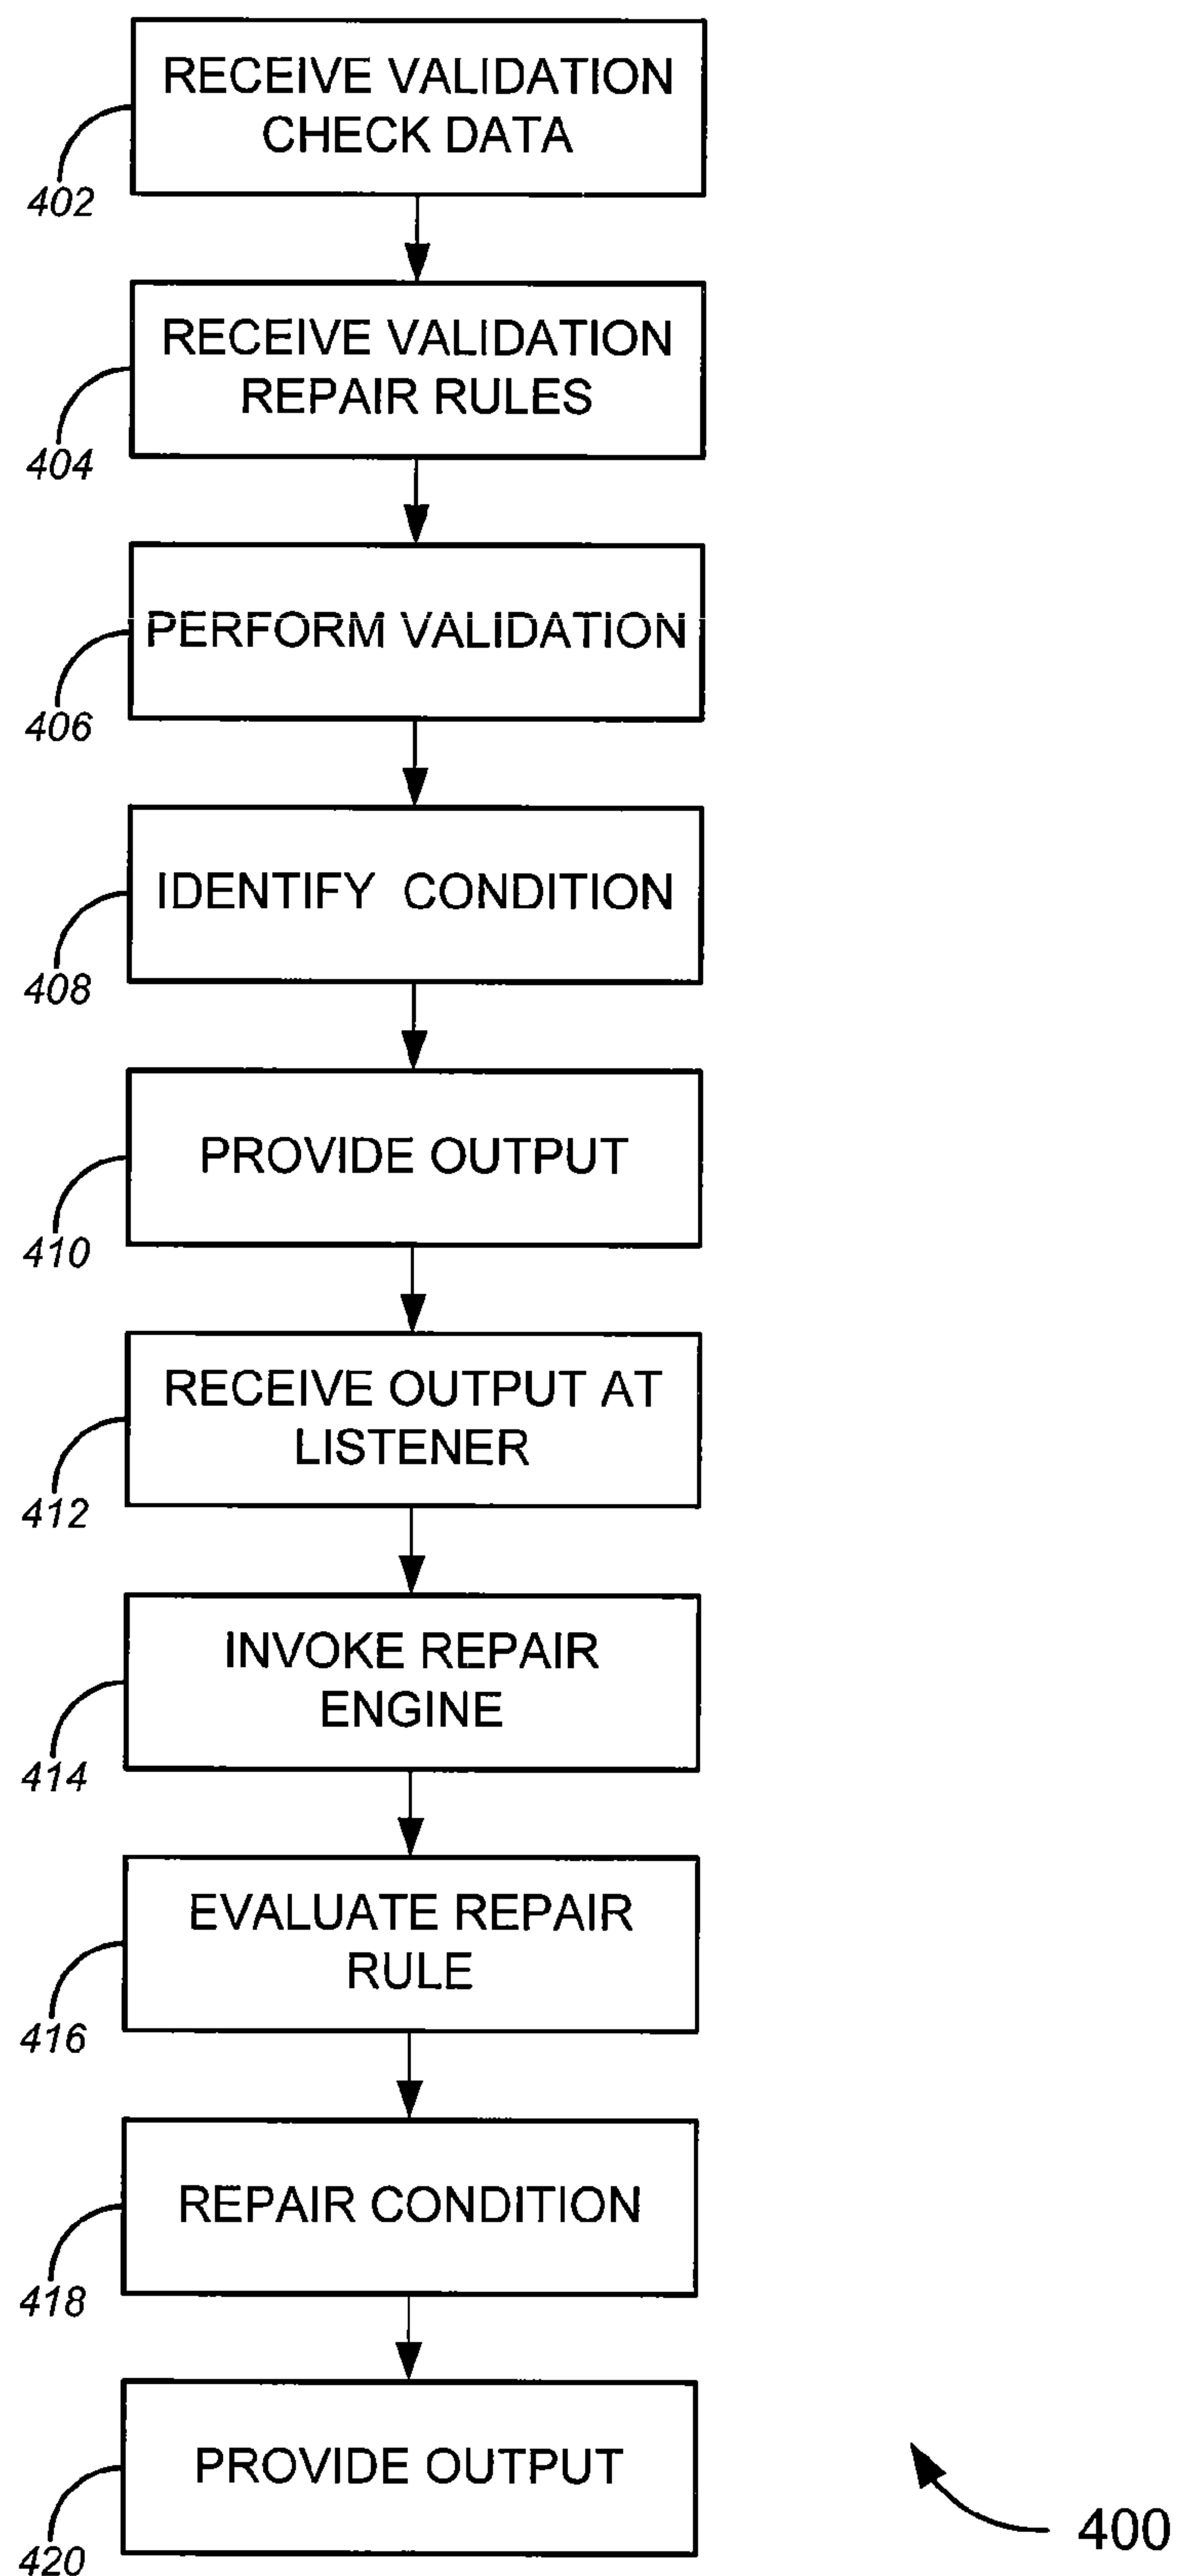 RECEIVE VALIDATION
CHECK DATA
402
RECEIVE VALIDATION
REPAIR RULES
404
PERFORM VALIDATION
406
IDENTIFY CONDITION
408
PROVIDE OUTPUT
410
RECEIVE OUTPUT AT
LISTENER
412
INVOKE REPAIR
ENGINE
414
EVALUATE REPAIR
RULE
416
REPAIR CONDITION
418
PROVIDE OUTPUT
420
400